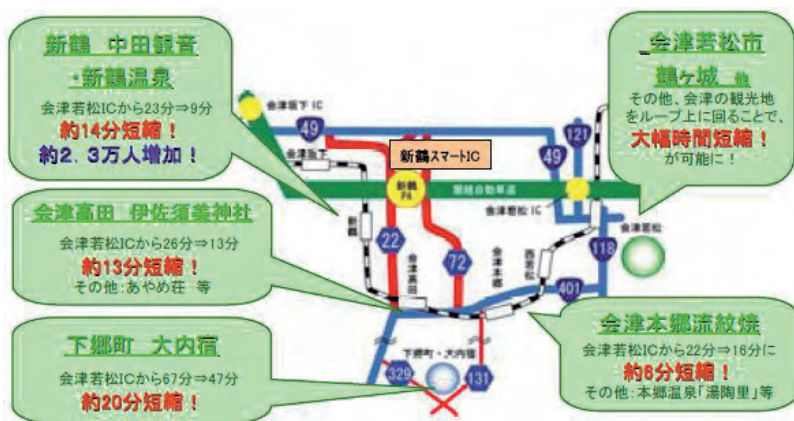 新鶴 中田観音
・新鶴温泉
会津若松ICから23分⇒9分
約14分短縮！
約2．3万人増加！
会津高田 伊佐須美神社
会津若松ICから26分⇒13分
約13分短縮！
その他：あやめ荘 等
下郷町 大内宿
会津若松ICから67分⇒47分
約20分短縮！
会津若松市
鶴ヶ城 他
その他、会津の観光地
をループ上に回ることで、
大幅時間短縮！
が可能に！
会津本郷流紋焼
会津若松ICから22分⇒16分に
約6分短縮！
その他：本郷温泉「湯陶里」等
会津坂下 IC
49
会津坂下
新鶴スマートIC
49
121
新鶴
PA
磐越自動車道
会津若松 IC
新鶴
22
72
会津高田
会津本郷
西若松
会津若松
118
401
下郷町・大内宿
329
131